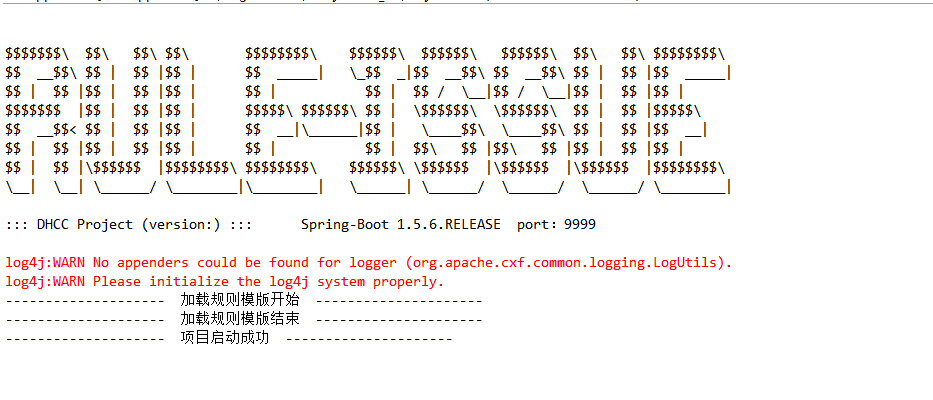 $$$$$$$\  $$\   $$\ $$\       $$$$$$$$\    $$$$$$\  $$$$$$\   $$$$$$\  $$\   $$\ $$$$$$$$\
$$  __$$\ $$ |  $$ |$$ |      $$  _____|   \_$$  _|$$  __$$\ $$  __$$\ $$ |  $$ |$$  _____|
$$ |  $$ |$$ |  $$ |$$ |      $$ |           $$ |  $$ /  \__|$$ /  \__|$$ |  $$ |$$ |
$$$$$$$  |$$ |  $$ |$$ |      $$$$$\ $$$$$$\ $$ |  \$$$$$$\  \$$$$$$\  $$ |  $$ |$$$$$\
$$  __$$< $$ |  $$ |$$ |      $$  __|\______|$$ |   \____$$\  \____$$\ $$ |  $$ |$$  __|
$$ |  $$ |$$ |  $$ |$$ |      $$ |           $$ |  $$\   $$ |$$\   $$ |$$ |  $$ |$$ |
$$ |  $$ |\$$$$$$  |$$$$$$$$\ $$$$$$$$\    $$$$$$\ \$$$$$$  |\$$$$$$  |\$$$$$$  |$$$$$$$$\
\__|  \__| \______/ \________|\________|   \______| \______/  \______/  \______/ \________|
::: DHCC Project (version:) :::      Spring-Boot 1.5.6.RELEASE  port：9999
log4j:WARN No appenders could be found for logger (org.apache.cxf.common.logging.LogUtils).
log4j:WARN Please initialize the log4j system properly.
--------------------  加载规则模版开始  ---------------------
--------------------  加载规则模版结束  ---------------------
--------------------  项目启动成功  ---------------------